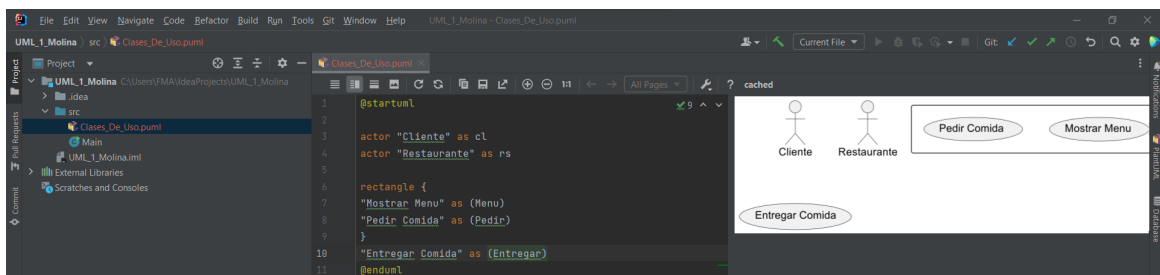 File Edit View Navigate Code Refactor Build Run Tools Git Window Help UML_1_Molina - Clases_De_Uso.puml
UML_1_Molina src Clases_De_Uso.puml Current File Git:
Project Clases_De_Uso.puml
UML_1_Molina C:\Users\FMA\IdeaProjects\UML_1_Molina 1:1 All Pages ? cached
.idea
src
Clases_De_Uso.puml
Main
UML_1_Molina.iml
External Libraries
Scratches and Consoles
Project
Pull Requests
Commit
1 @startuml 9
2
3 actor "Cliente" as cl
4 actor "Restaurante" as rs
5
6 rectangle {
7 "Mostrar Menu" as (Menu)
8 "Pedir Comida" as (Pedir)
9 }
10 "Entregar Comida" as (Entregar)
11 @enduml
Cliente Restaurante Pedir Comida Mostrar Menu
Entregar Comida
Notifications
PlantUML
Database